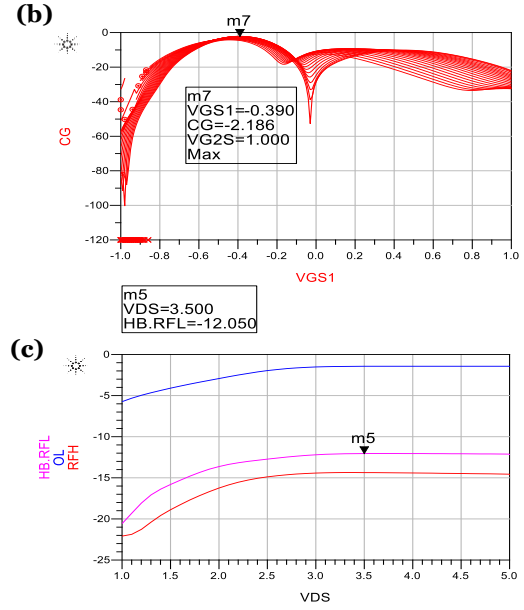 (b)
m7
0
-20
-40
-60
-80
-100
-120
CG
m7
VGS1=-0.390
CG=-2.186
VG2S=1.000
Max
-1.0 -0.8 -0.6 -0.4 -0.2 0.0 0.2 0.4 0.6 0.8 1.0
VGS1
m5
VDS=3.500
HB.RFL=-12.050
(c)
0
-5
-10
-15
-20
-25
HB.RFL
OL
RFH
m5
1.0 1.5 2.0 2.5 3.0 3.5 4.0 4.5 5.0
VDS